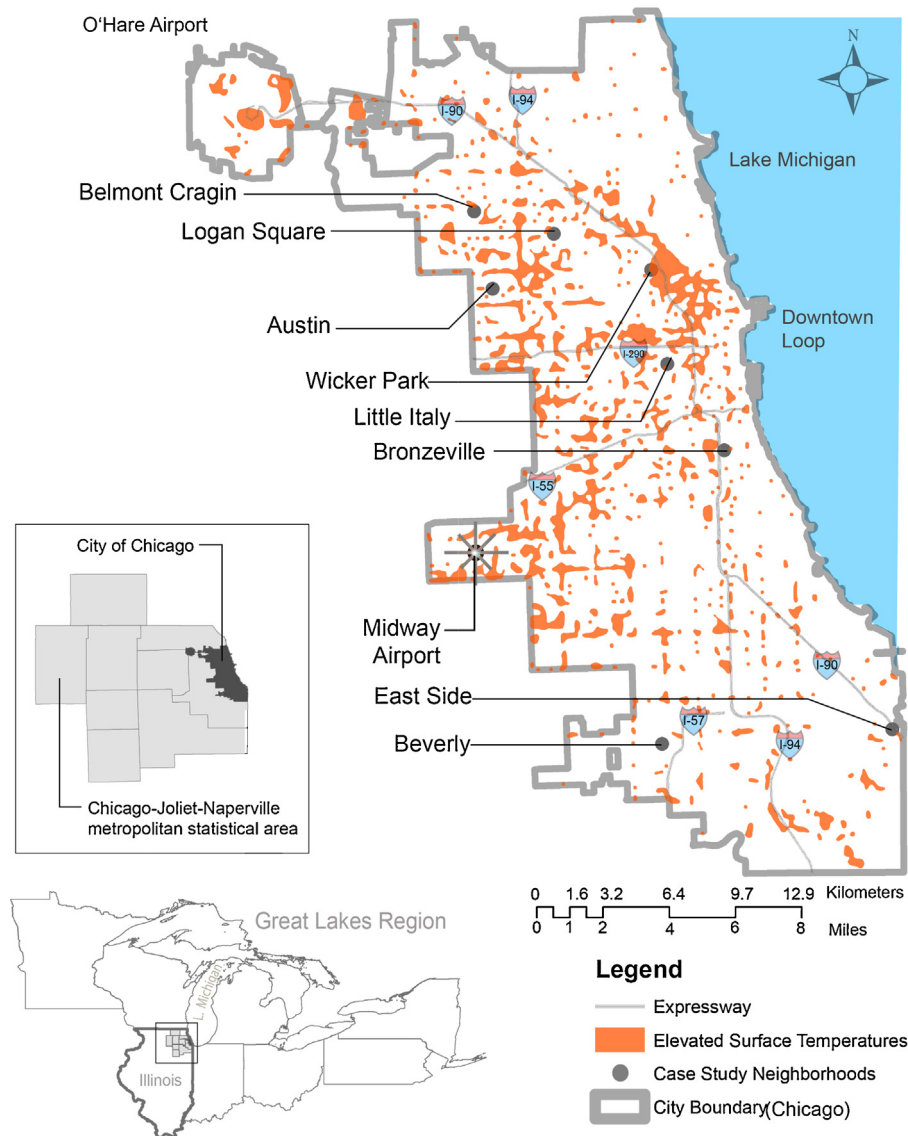 O'Hare Airport
N
I-90
I-94
Lake Michigan
Belmont Cragin
Logan Square
Austin
Downtown
Loop
Wicker Park
I-290
Little Italy
Bronzeville
I-55
City of Chicago
Midway
Airport
I-90
East Side
I-57
Beverly
I-94
Chicago-Joliet-Naperville
metropolitan statistical area
0 1.6 3.2 6.4 9.7 12.9 Kilometers
0 1 2 4 6 8 Miles
Great Lakes Region
L. Michigan
Illinois
Legend
Expressway
Elevated Surface Temperatures
Case Study Neighborhoods
City Boundary (Chicago)